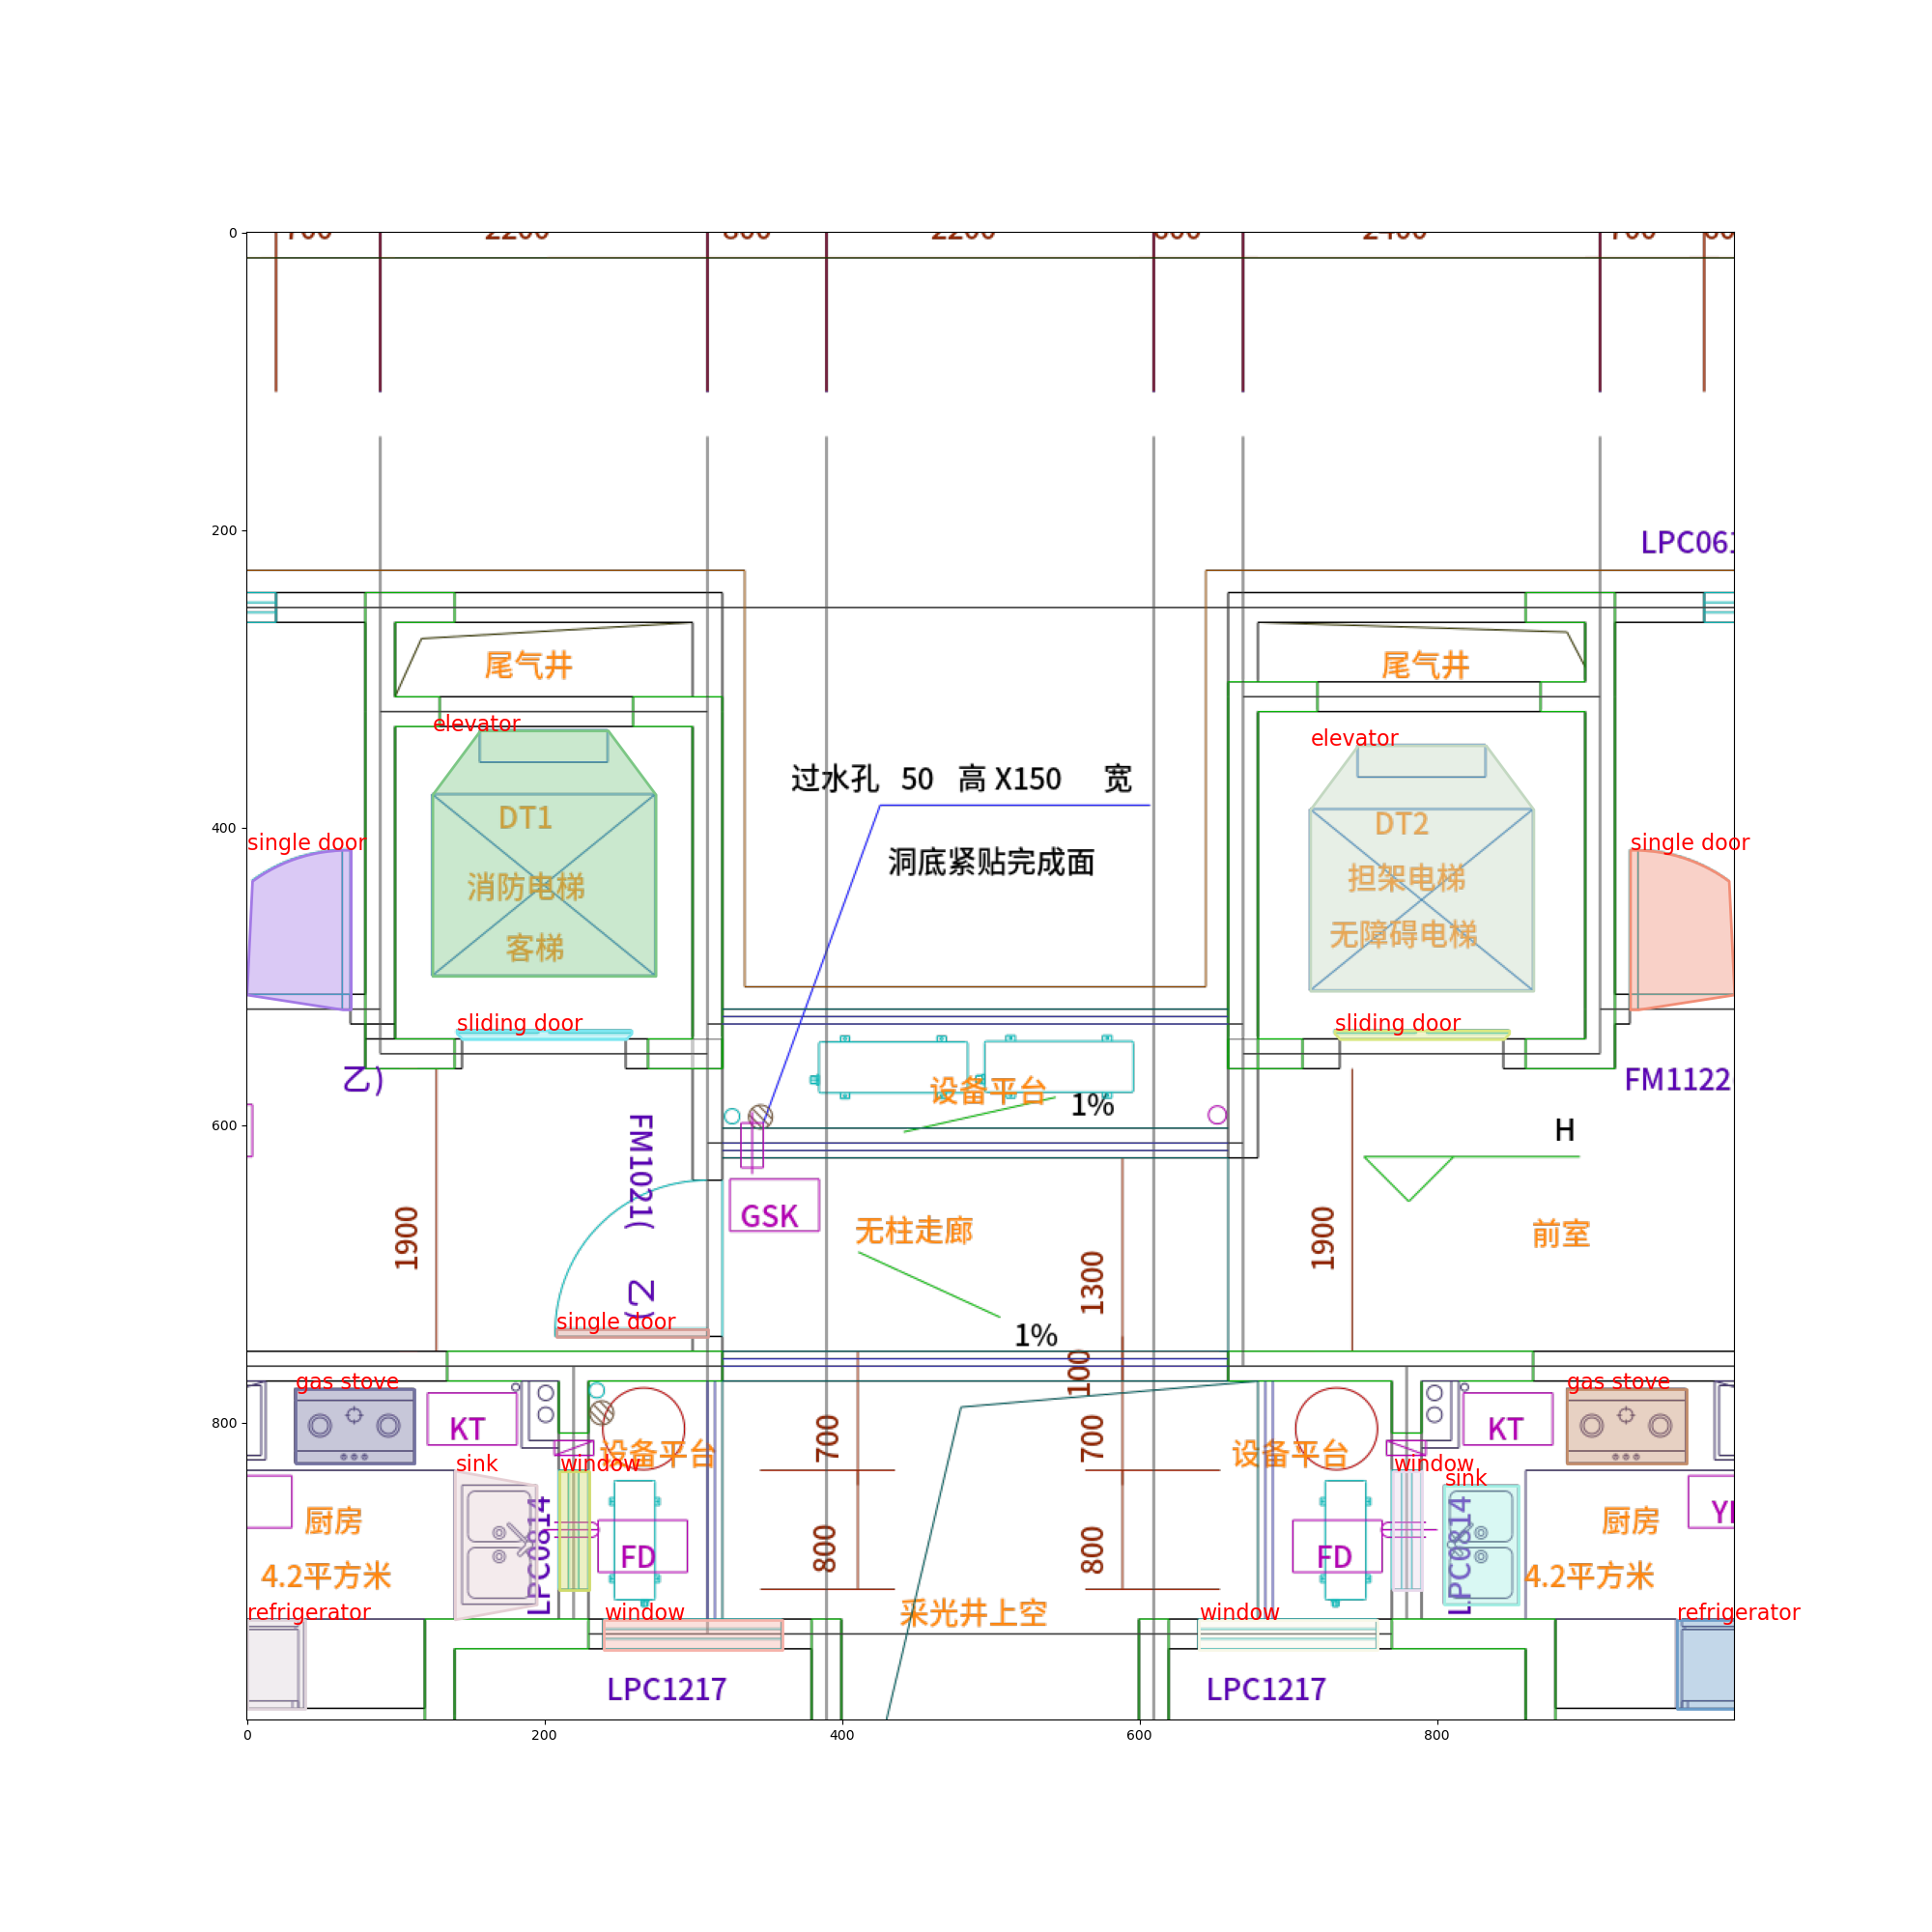 2200
2200
2400
LPC061
尾气井
尾气井
elevator
elevator
过水孔 50 高 X150 宽
DT1
DT2
single door
single door
洞底紧贴完成面
消防电梯
担架电梯
客梯
无障碍电梯
sliding door
sliding door
乙)
设备平台
1%
FM1122
H
FM1021(
乙)
GSK
无柱走廊
前室
1900
1300
1900
single door
1%
100
gas stove
gas stove
KT
KT
700
700
设备平台
设备平台
sink
window
window
sink
LPC0814
LPC0814
厨房
厨房
FD
FD
800
800
4.2平方米
4.2平方米
refrigerator
window
采光井上空
window
refrigerator
LPC1217
LPC1217
0
200
400
600
800
0
200
400
600
800